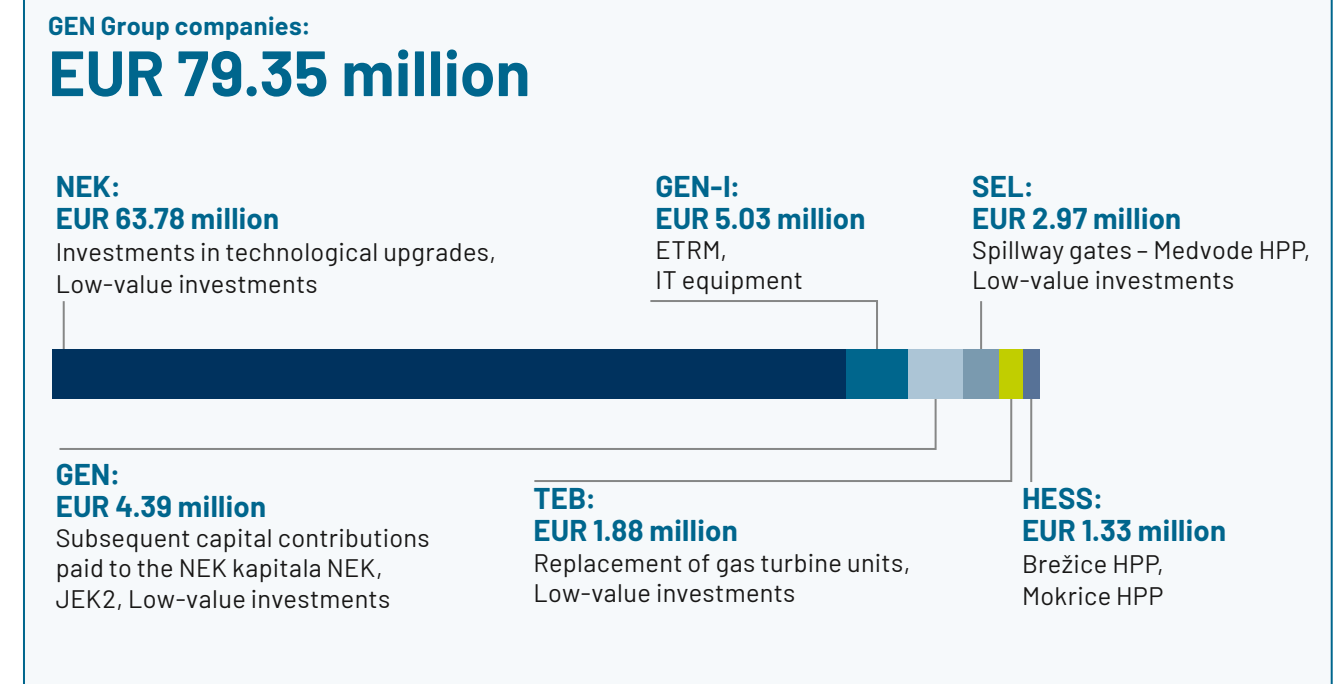 GEN Group companies:
EUR 79.35 million
NEK:
EUR 63.78 million
Investments in technological upgrades,
Low-value investments
GEN-I:
EUR 5.03 million
ETRM,
IT equipment
SEL:
EUR 2.97 million
Spillway gates – Medvode HPP,
Low-value investments
GEN:
EUR 4.39 million
Subsequent capital contributions
paid to the NEK kapitala NEK,
JEK2, Low-value investments
TEB:
EUR 1.88 million
Replacement of gas turbine units,
Low-value investments
HESS:
EUR 1.33 million
Brežice HPP,
Mokrice HPP